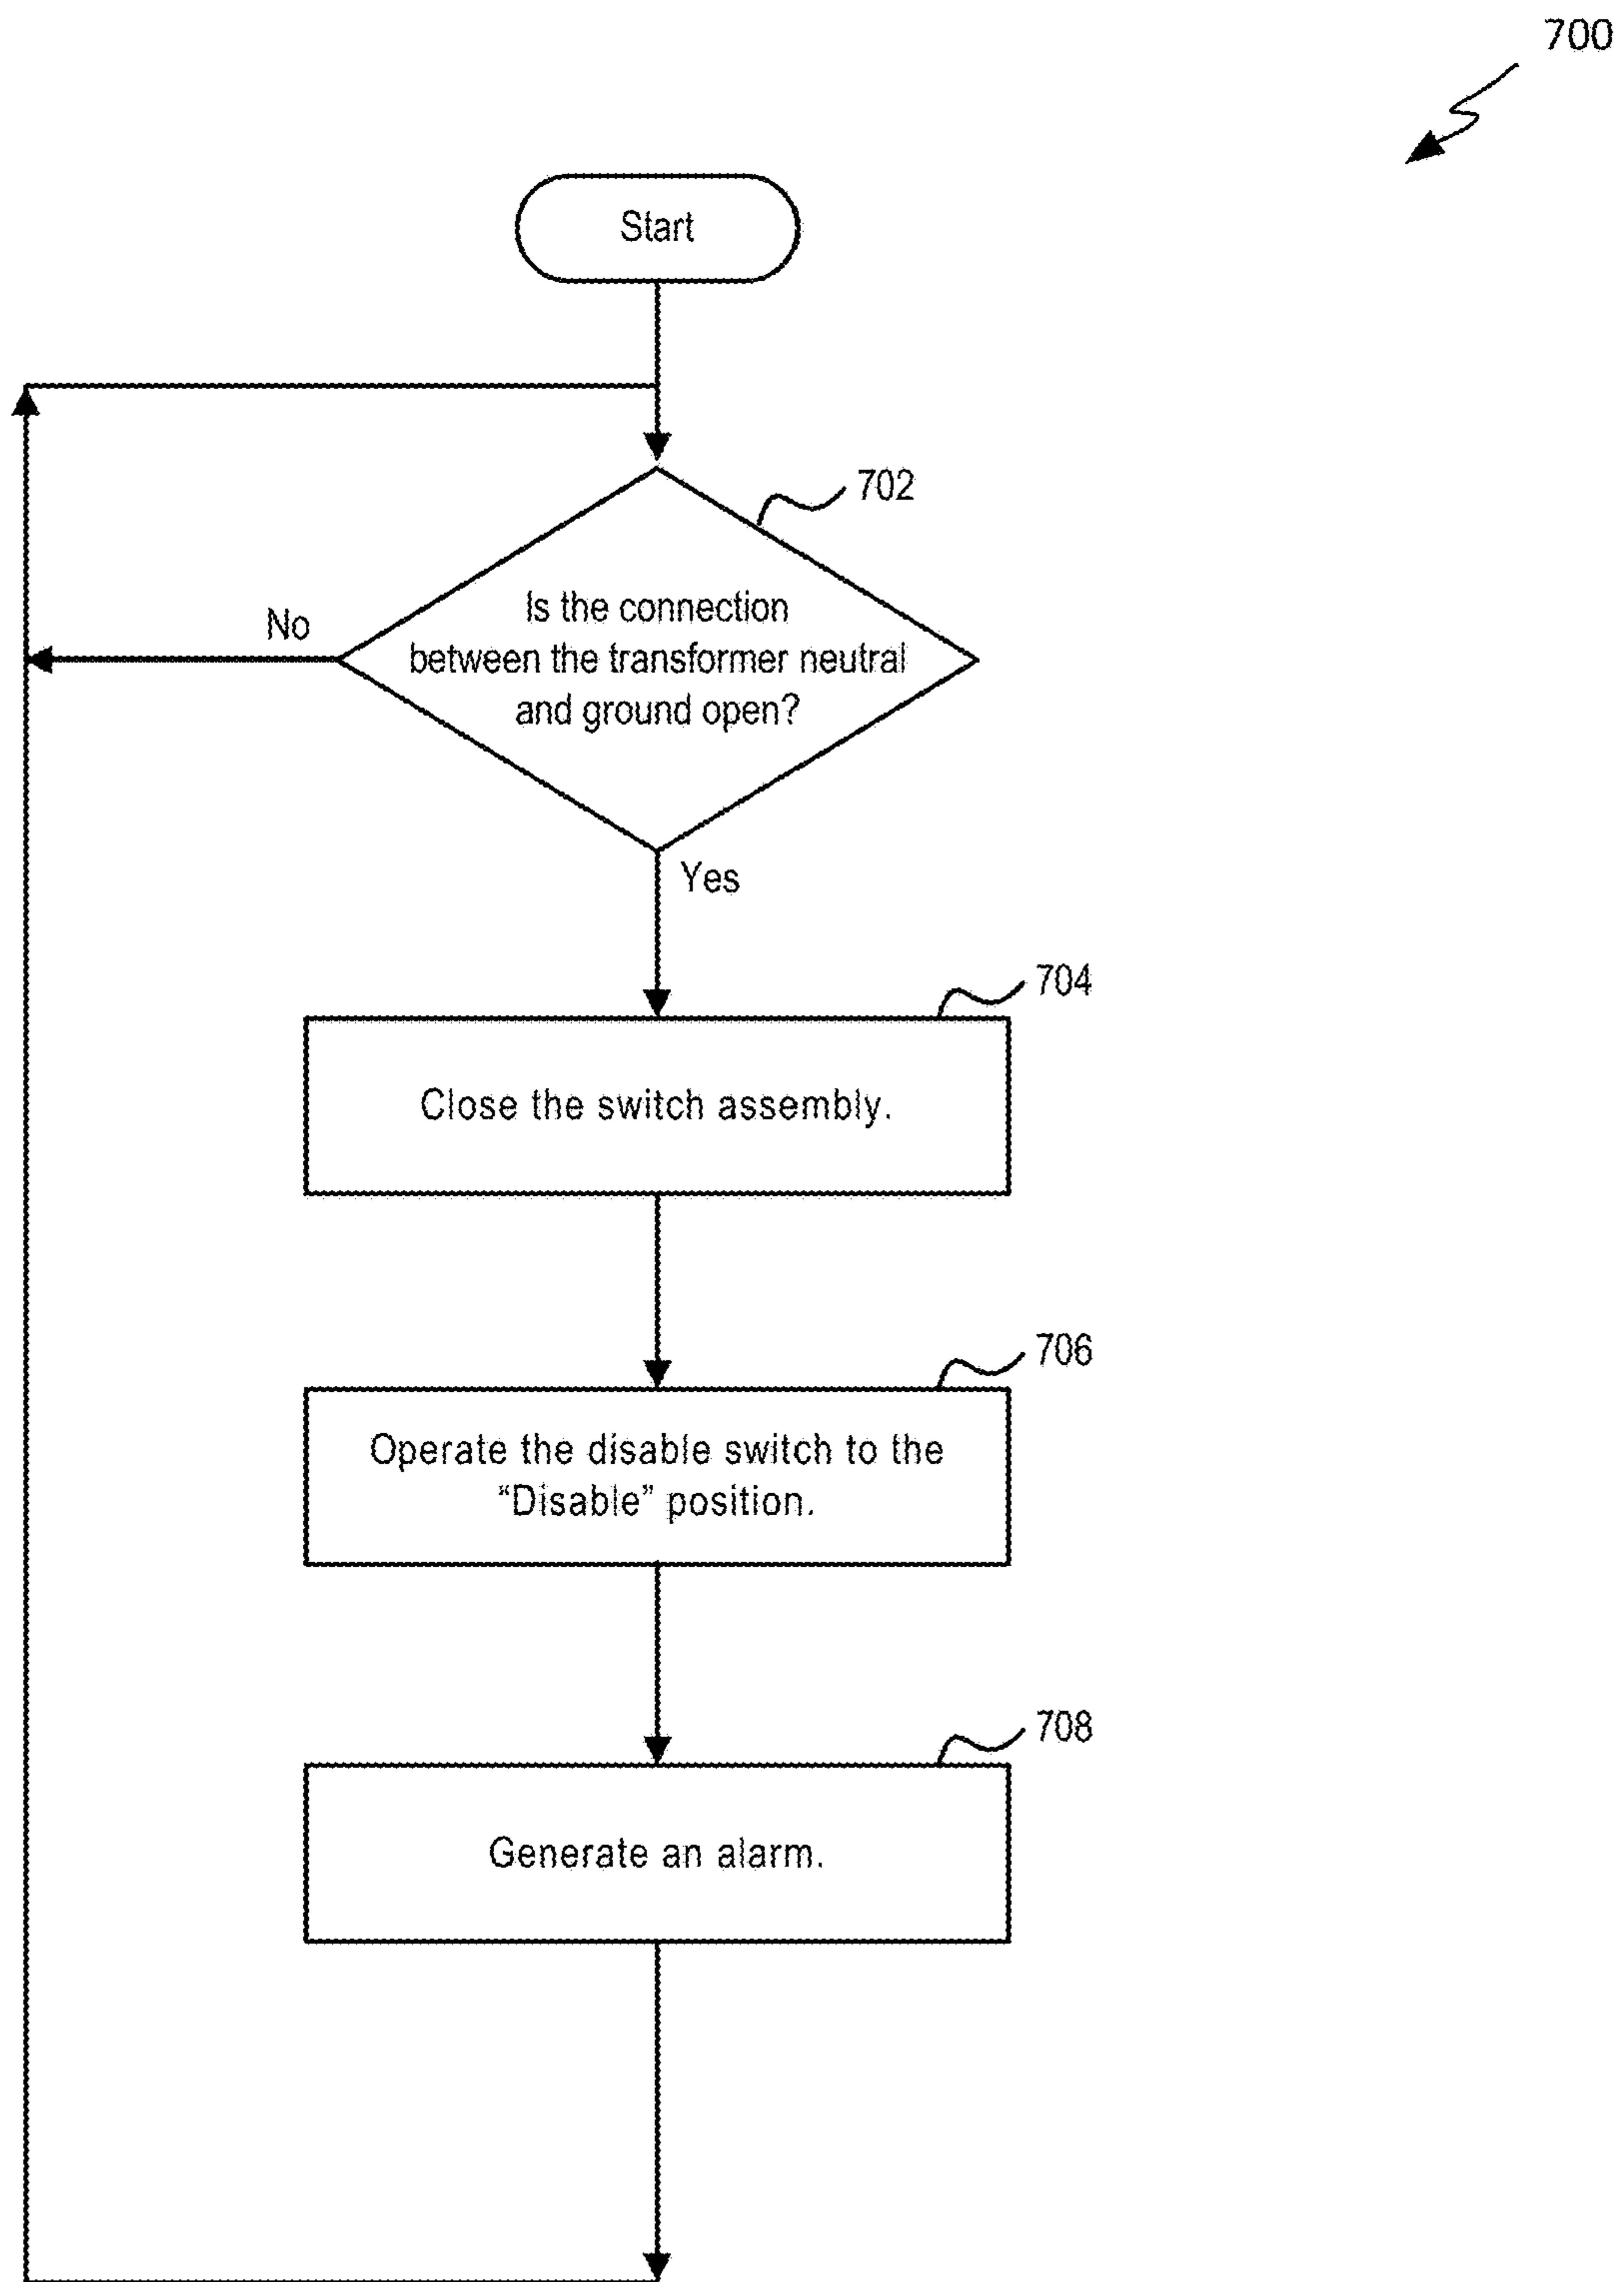 700
Start
702
Is the connection
between the transformer neutral
and ground open?
No
Yes
704
Close the switch assembly.
706
Operate the disable switch to the
“Disable” position.
708
Generate an alarm.